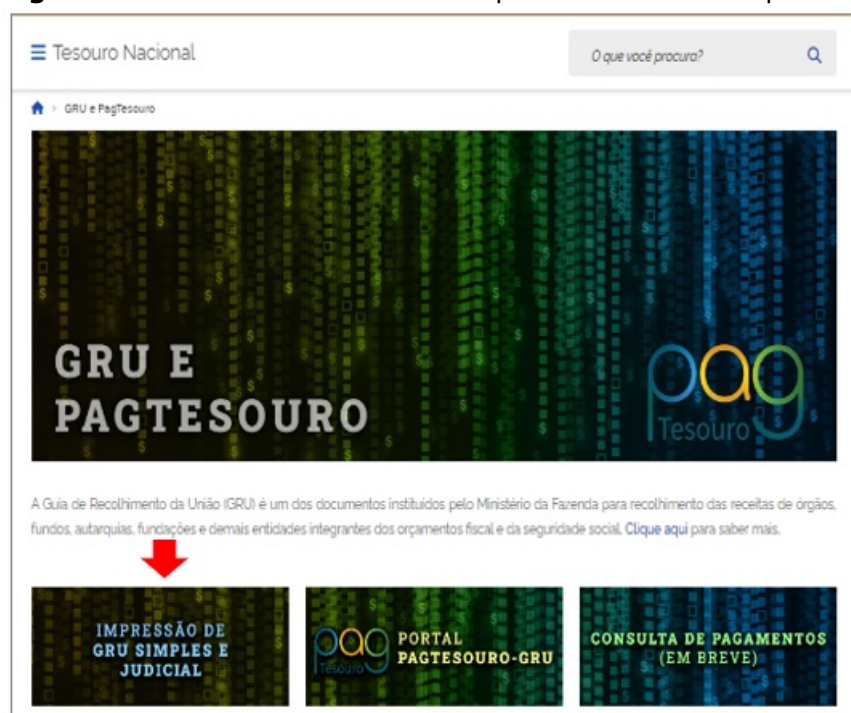 Tesouro Nacional
O que você procura?
GRU e PagTesouro
GRU E
PAGTESOURO
pag
Tesouro
A Guia de Recolhimento da União (GRU) é um dos documentos instituídos pelo Ministério da Fazenda para recolhimento das receitas de órgãos,
fundos, autarquias, fundações e demais entidades integrantes dos orçamentos fiscal e da seguridade social. Clique aqui para saber mais.
IMPRESSÃO DE
GRU SIMPLES E
JUDICIAL
pag
Tesouro
PORTAL
PAGTESOURO-GRU
CONSULTA DE PAGAMENTOS
(EM BREVE)